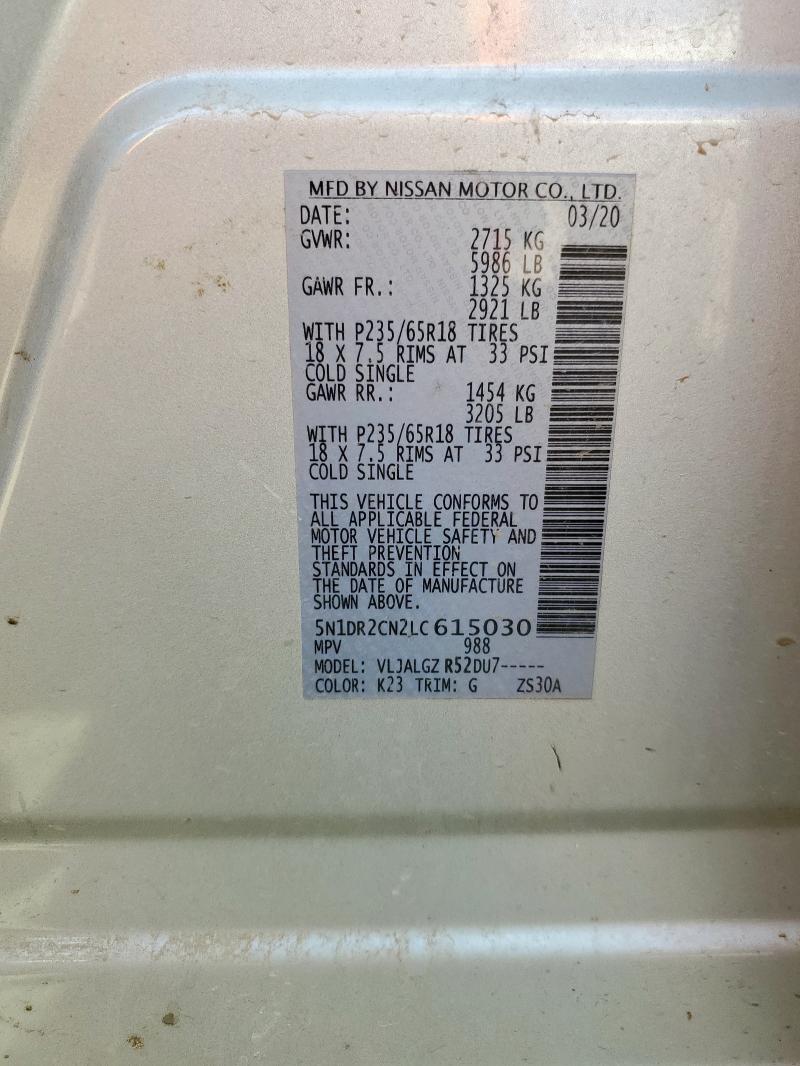 MFD BY NISSAN MOTOR CO., LTD.
DATE: 03/20
GVWR: 2715 KG
5986 LB
GAWR FR.: 1325 KG
2921 LB
WITH P235/65R18 TIRES
18 X 7.5 RIMS AT 33 PSI
COLD SINGLE
GAWR RR.: 1454 KG
3205 LB
WITH P235/65R18 TIRES
18 X 7.5 RIMS AT 33 PSI
COLD SINGLE
THIS VEHICLE CONFORMS TO
ALL APPLICABLE FEDERAL
MOTOR VEHICLE SAFETY AND
THEFT PREVENTION
STANDARDS IN EFFECT ON
THE DATE OF MANUFACTURE
SHOWN ABOVE.
5N1DR2CN2LC615030
MPV 988
MODEL: VLJALGZ R52DU7-----
COLOR: K23 TRIM: G ZS30A